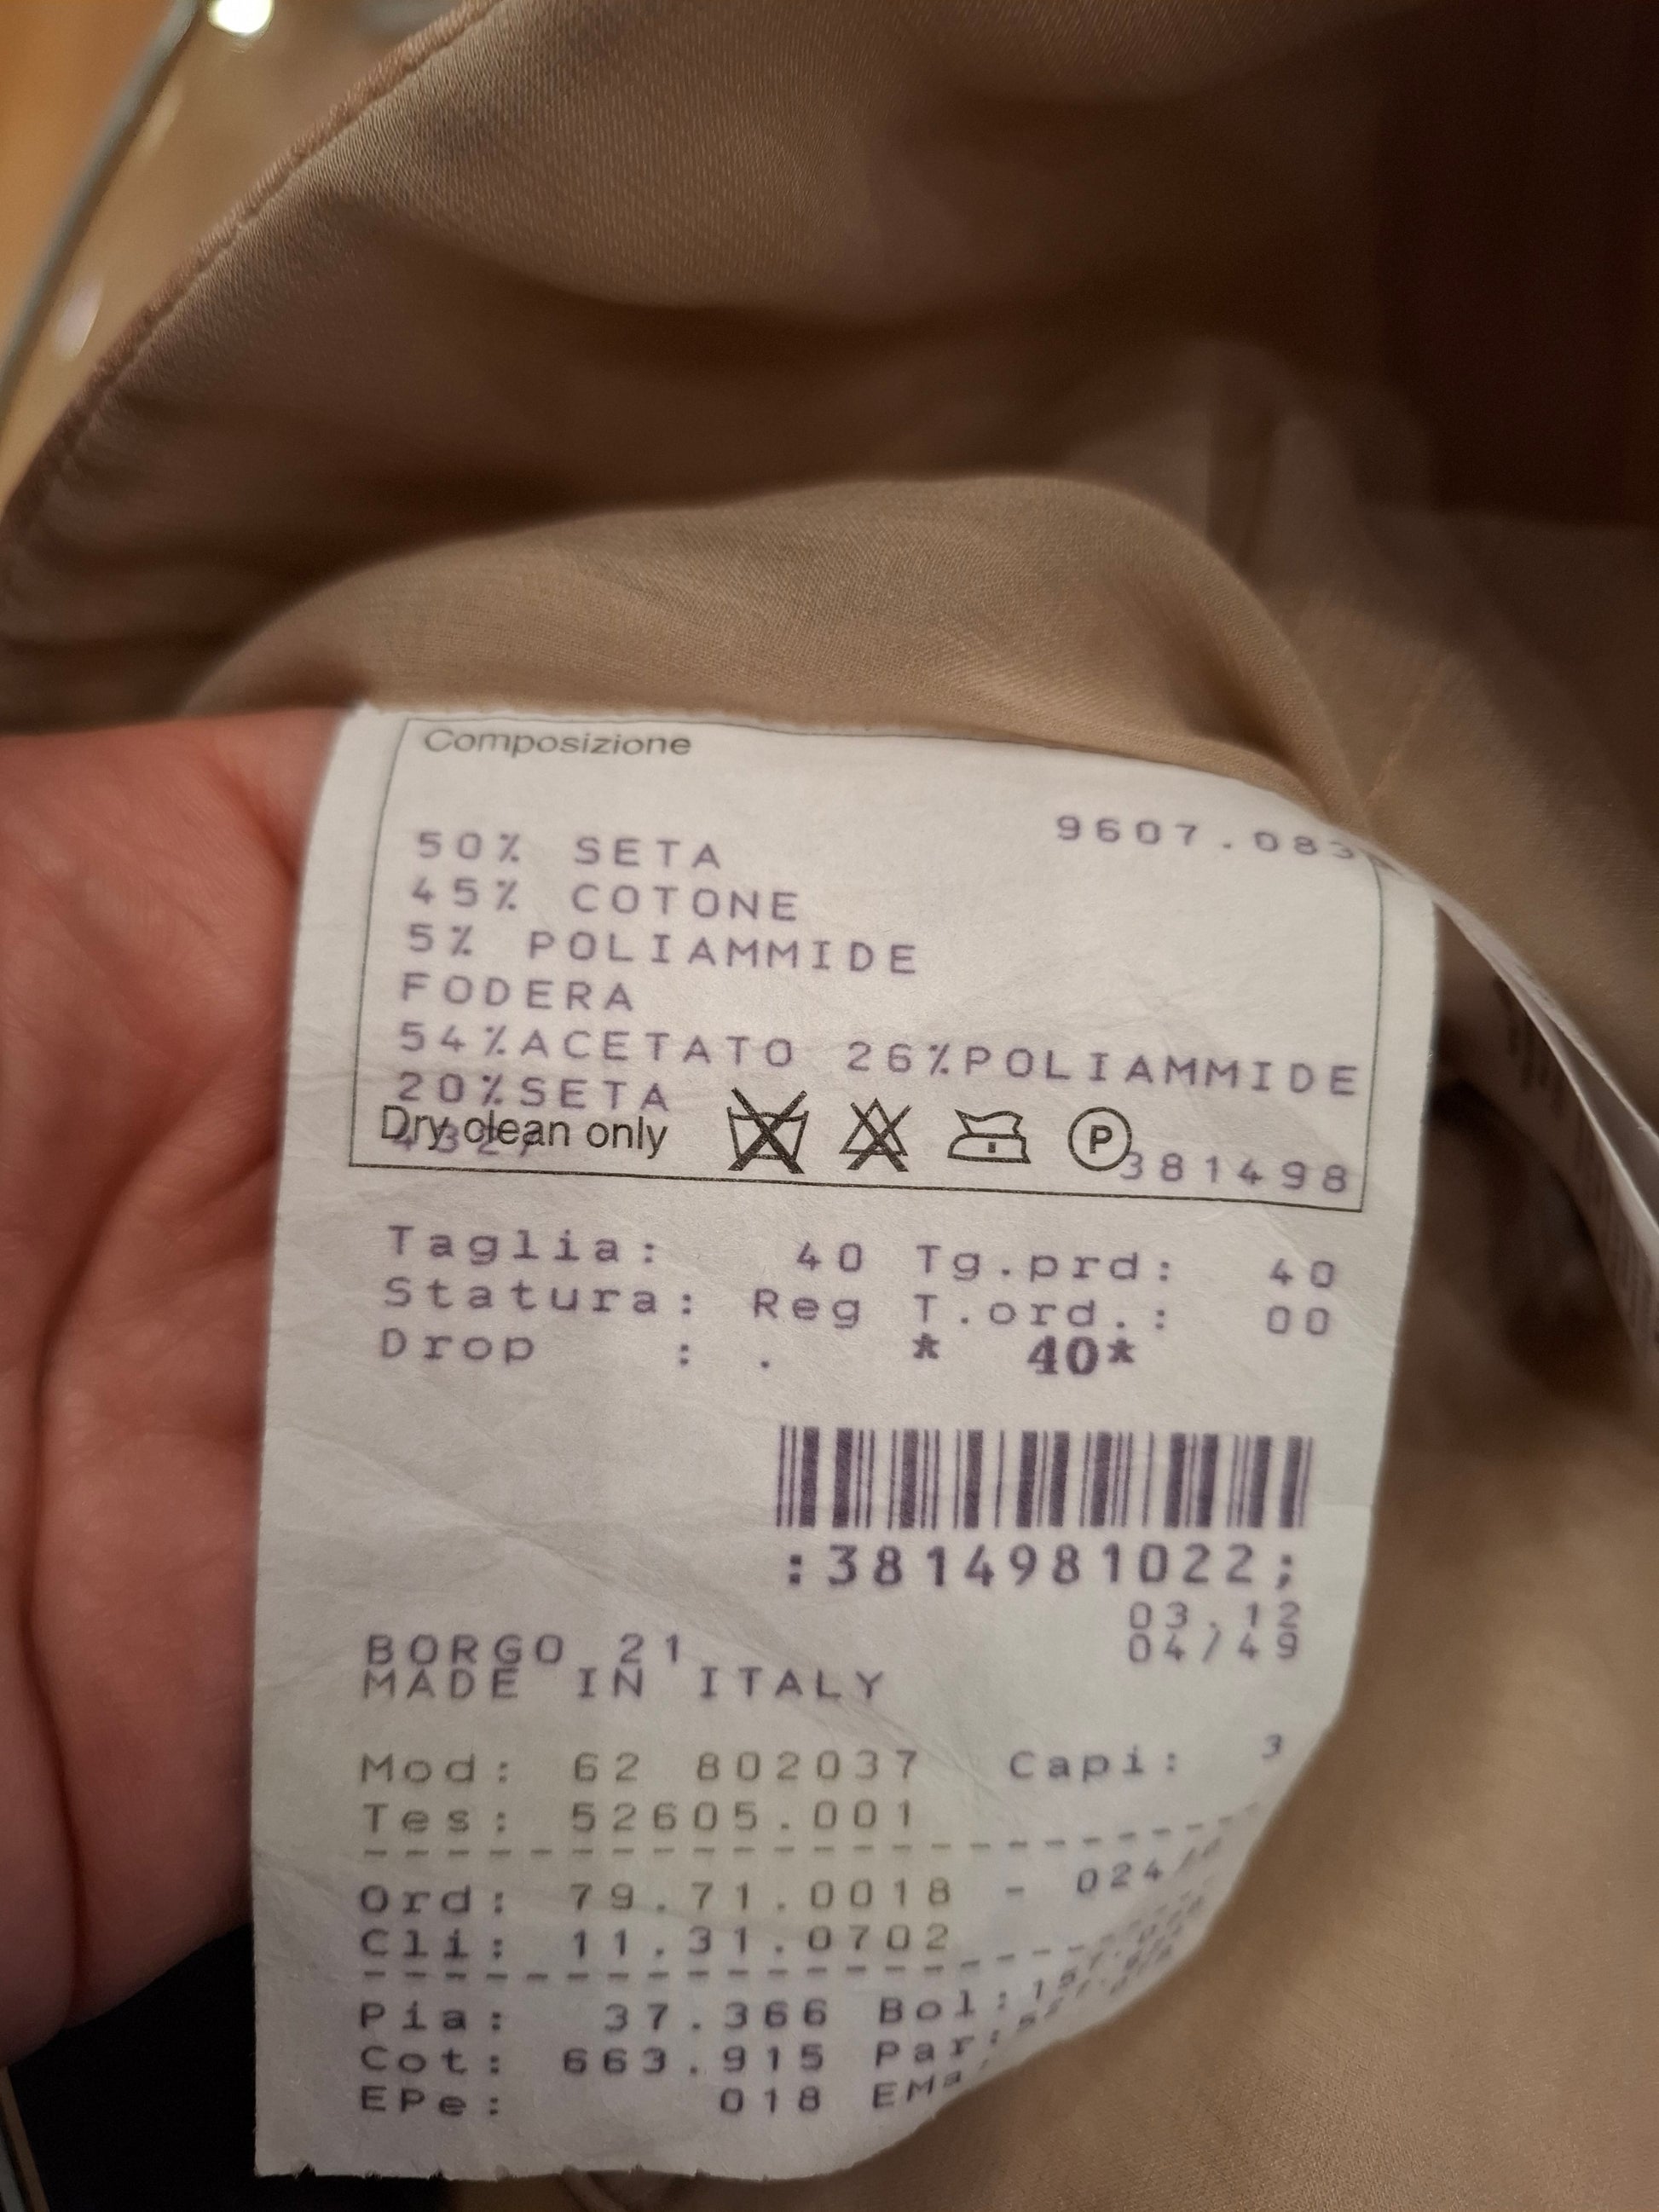 Composizione
9607.083
50% SETA
45% COTONE
5% POLIAMMIDE
FODERA
54%ACETATO 26%POLIAMMIDE
20%SETA
Dry clean only P
381498
Taglia: 40 Tg.prd: 40
Statura: Reg T.ord.: 00
Drop : . * 40*
:3814981022;
03.12
04/49
BORGO 21
MADE IN ITALY
Mod: 62 802037 Capi: 3
Tes: 52605.001
Ord: 79.71.0018 - 024/
Cli: 11.31.0702
Pia: 37.366 Bol:
Cot: 663.915 Par:
EPe: 018 EMa